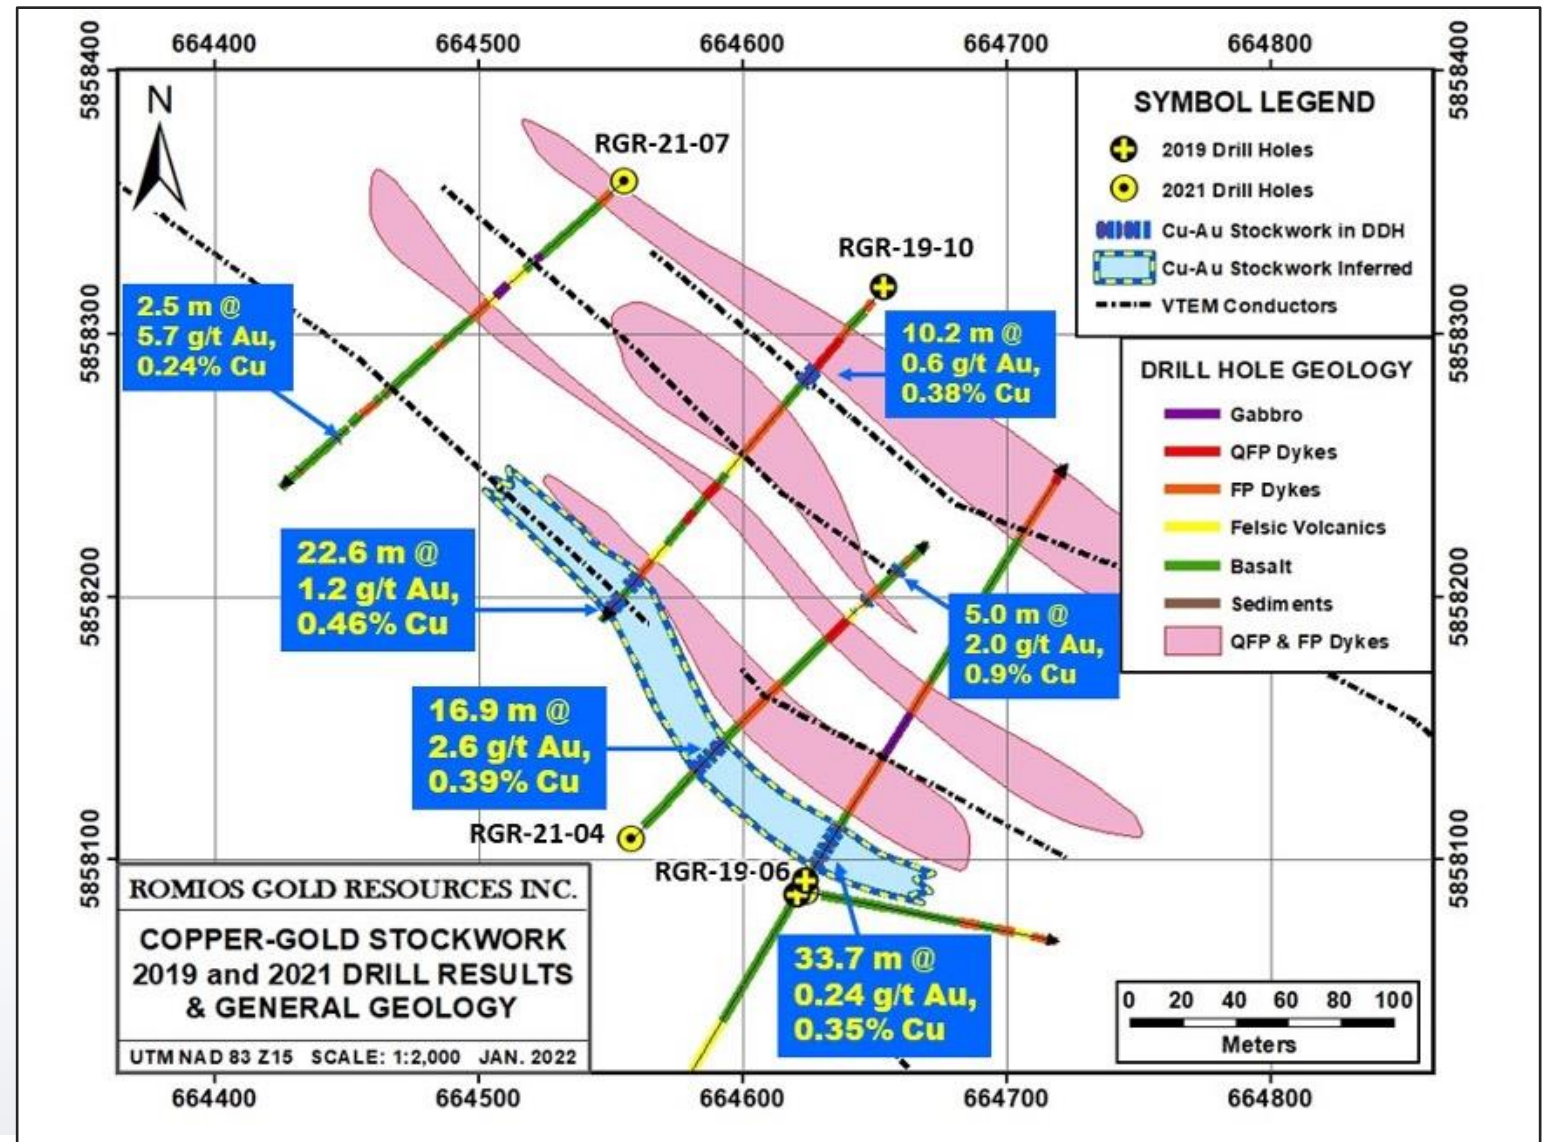 664400 664500 664600 664700 664800
5858400
5858400
N
RGR-21-07
SYMBOL LEGEND
2019 Drill Holes
2021 Drill Holes
Cu-Au Stockwork in DDH
Cu-Au Stockwork Inferred
VTEM Conductors
RGR-19-10
5858300
5858300
2.5 m @
5.7 g/t Au,
0.24% Cu
10.2 m @
0.6 g/t Au,
0.38% Cu
DRILL HOLE GEOLOGY
Gabbro
QFP Dykes
FP Dykes
Felsic Volcanics
Basalt
Sediments
QFP & FP Dykes
5858200
5858200
22.6 m @
1.2 g/t Au,
0.46% Cu
5.0 m @
2.0 g/t Au,
0.9% Cu
16.9 m @
2.6 g/t Au,
0.39% Cu
RGR-21-04
5858100
5858100
RGR-19-06
33.7 m @
0.24 g/t Au,
0.35% Cu
ROMIOS GOLD RESOURCES INC.
COPPER-GOLD STOCKWORK
2019 and 2021 DRILL RESULTS
& GENERAL GEOLOGY
UTM NAD 83 Z15 SCALE: 1:2,000 JAN. 2022
0 20 40 60 80 100
Meters
664400 664500 664600 664700 664800